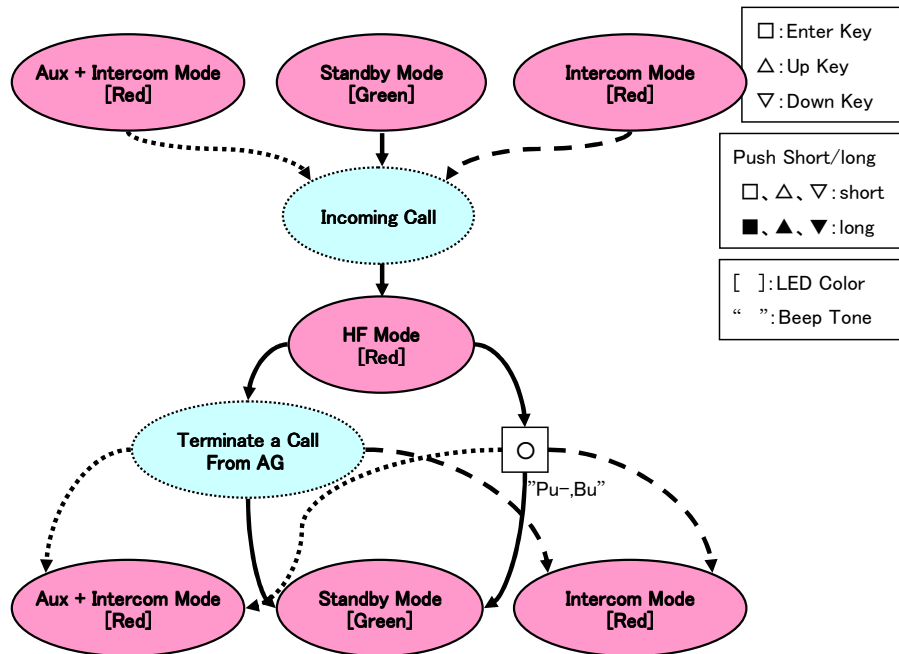 Aux + Intercom Mode
[Red]
Standby Mode
[Green]
Intercom Mode
[Red]
□:Enter Key
△:Up Key
▽:Down Key
Push Short/long
□、△、▽:short
■、▲、▼:long
[ ]:LED Color
“ ”:Beep Tone
Incoming Call
HF Mode
[Red]
Terminate a Call
From AG
”Pu-,Bu”
Aux + Intercom Mode
[Red]
Standby Mode
[Green]
Intercom Mode
[Red]